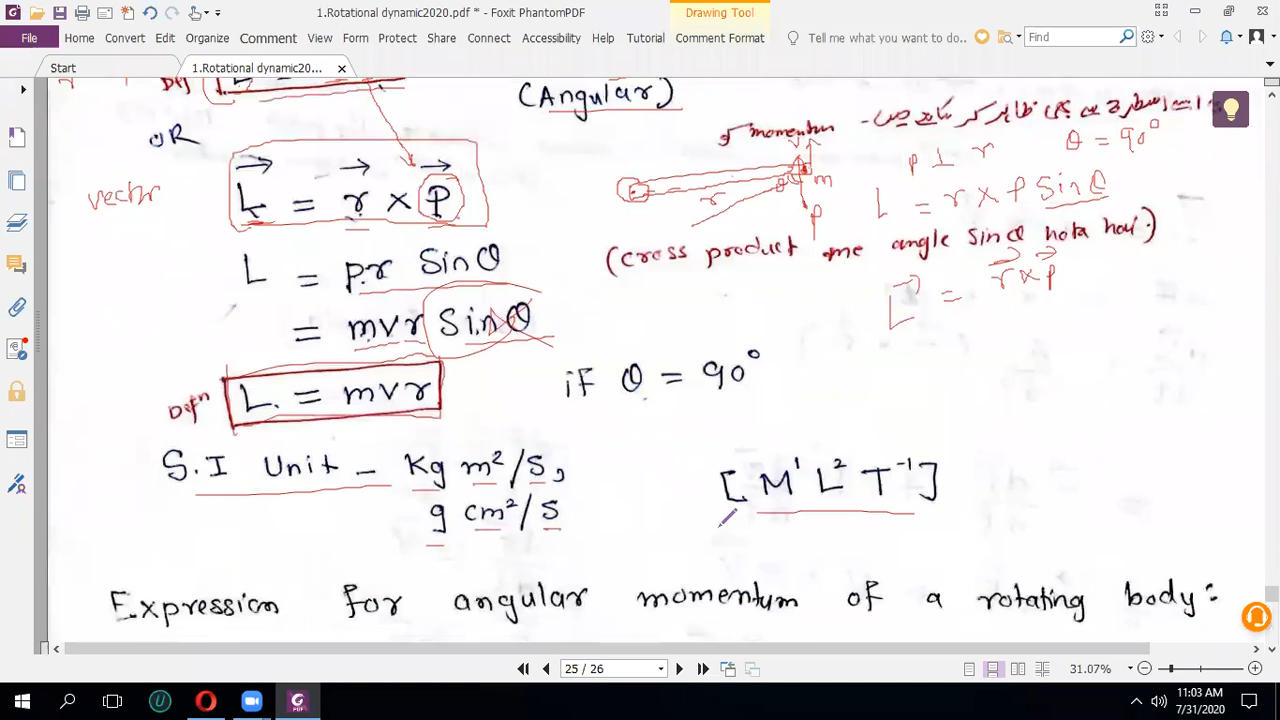 1.Rotational dynamic2020.pdf * - Foxit PhantomPDF
Drawing Tool
File Home Convert Edit Organize Comment View Form Protect Share Connect Accessibility Help Tutorial Comment Format Tell me what you want to do.. Find
Start 1.Rotational dynamic20...
(Angular)
OR
momentum
θ = 90°
P ⊥ r
vector
L = r × P
m
r
p
L = r × P Sinθ
(cross product me angle sinθ hota hai.)
L = p.r Sinθ
L = r × P
= mvr Sinθ
Defn L = mvr if θ = 90°
S.I Unit - Kg m²/S, [M¹ L² T⁻¹]
g cm²/S
Expression for angular momentum of a rotating body:
25 / 26
31.07%
11:03 AM
7/31/2020